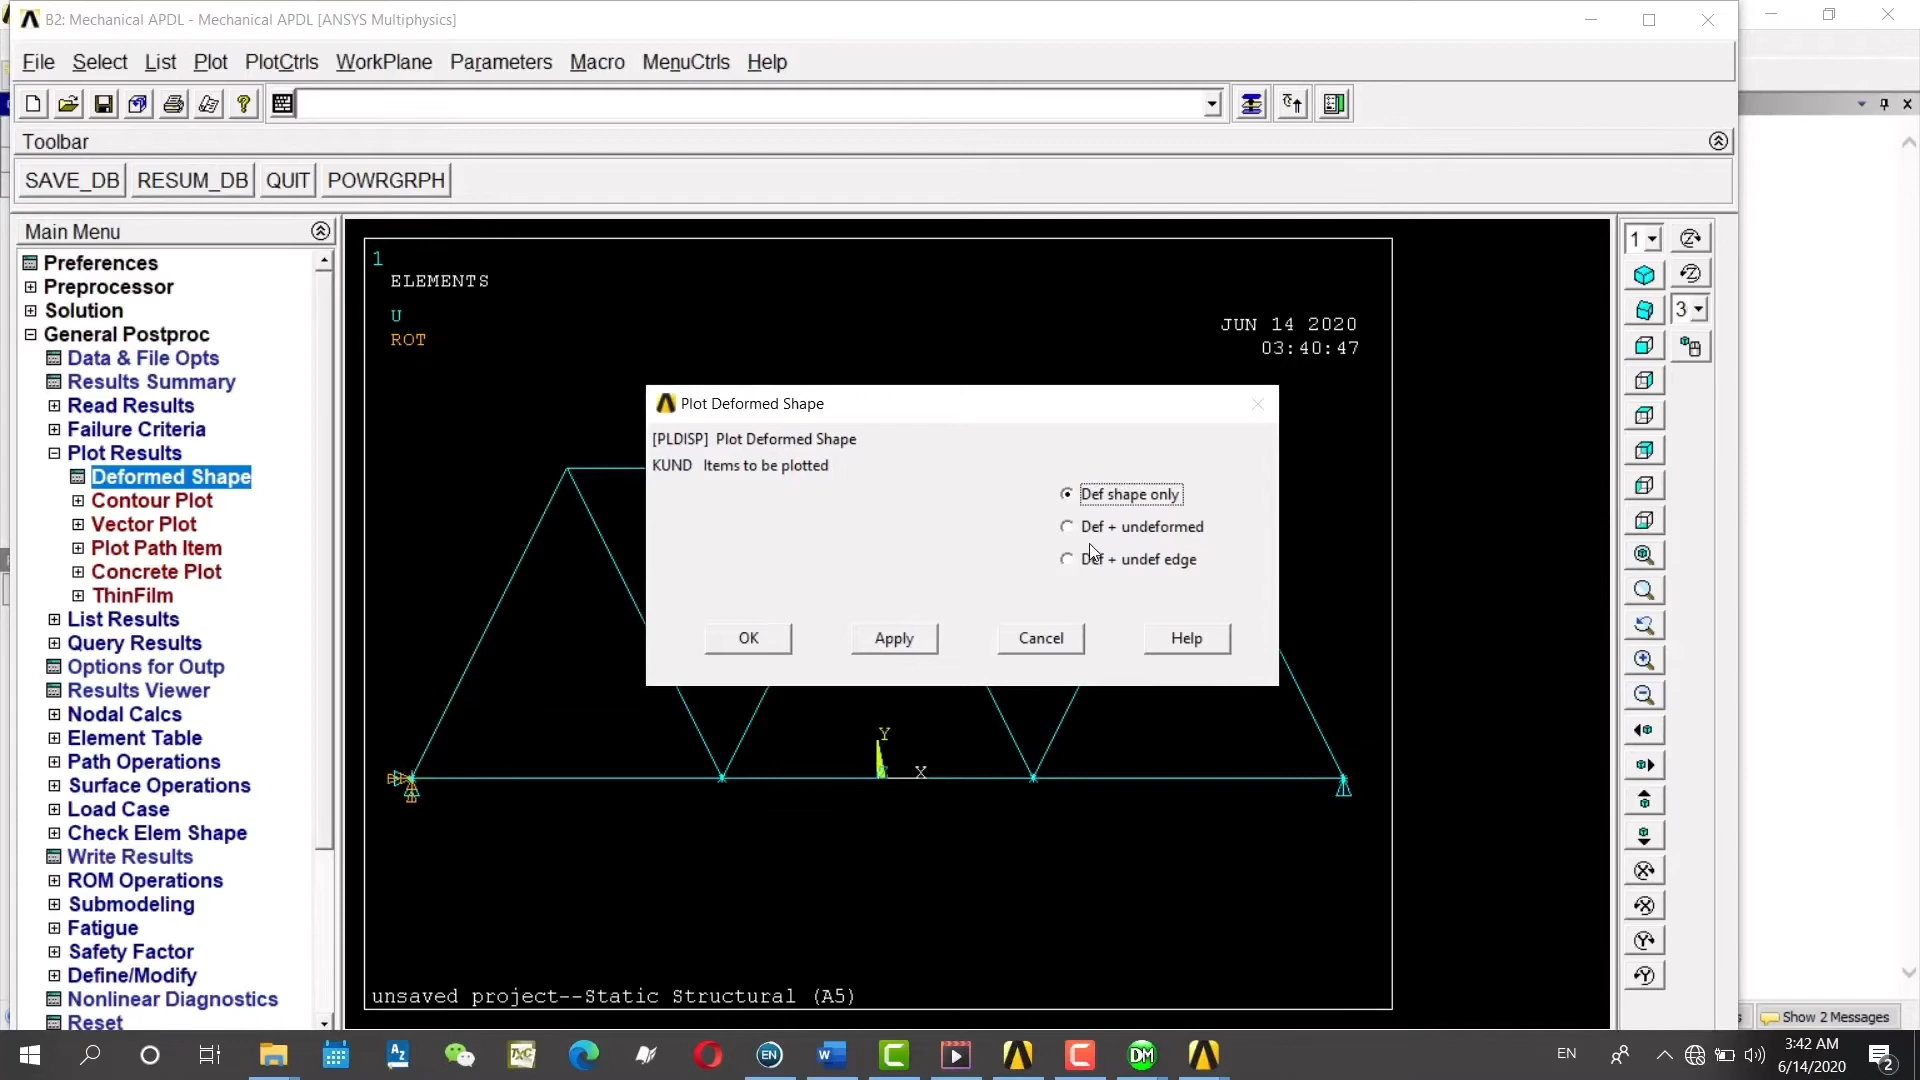 B2: Mechanical APDL - Mechanical APDL [ANSYS Multiphysics]
File Select List Plot PlotCtrls WorkPlane Parameters Macro MenuCtrls Help
Toolbar
SAVE_DB RESUM_DB QUIT POWRGRPH
Main Menu
Preferences
Preprocessor
Solution
General Postproc
Data & File Opts
Results Summary
Read Results
Failure Criteria
Plot Results
Deformed Shape
Contour Plot
Vector Plot
Plot Path Item
Concrete Plot
ThinFilm
List Results
Query Results
Options for Outp
Results Viewer
Nodal Calcs
Element Table
Path Operations
Surface Operations
Load Case
Check Elem Shape
Write Results
ROM Operations
Submodeling
Fatigue
Safety Factor
Define/Modify
Nonlinear Diagnostics
Reset
1
ELEMENTS
U
ROT
JUN 14 2020
03:40:47
Plot Deformed Shape
[PLDISP] Plot Deformed Shape
KUND Items to be plotted
Def shape only
Def + undeformed
Def + undef edge
OK Apply Cancel Help
Y
X
unsaved project--Static Structural (A5)
1
3
Show 2 Messages
EN
EN
3:42 AM
6/14/2020
2